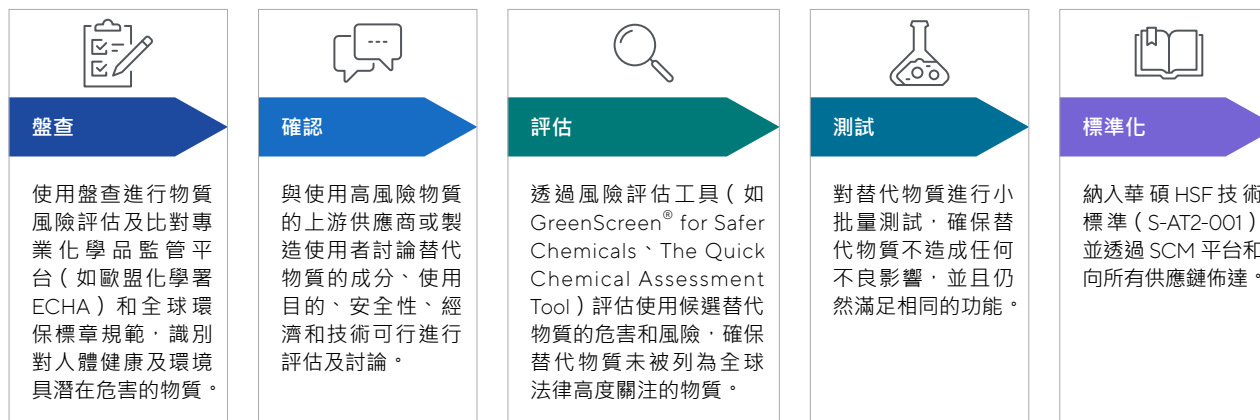 盤查
使用盤查進行物質
風險評估及比對專
業化學品監管平
台（如歐盟化學署
ECHA）和全球環
保標章規範，識別
對人體健康及環境
具潛在危害的物質。
確認
與使用高風險物質
的上游供應商或製
造使用者討論替代
物質的成分、使用
目的、安全性、經
濟和技術可行進行
評估及討論。
評估
透過風險評估工具（如
GreenScreen® for Safer
Chemicals、The Quick
Chemical Assessment
Tool）評估使用候選替代
物質的危害和風險，確保
替代物質未被列為全球
法律高度關注的物質。
測試
對替代物質進行小
批量測試，確保替
代物質不造成任何
不良影響，並且仍
然滿足相同的功能。
標準化
納入華碩 HSF 技術
標準（S-AT2-001）
並透過 SCM 平台和
向所有供應鏈佈達。